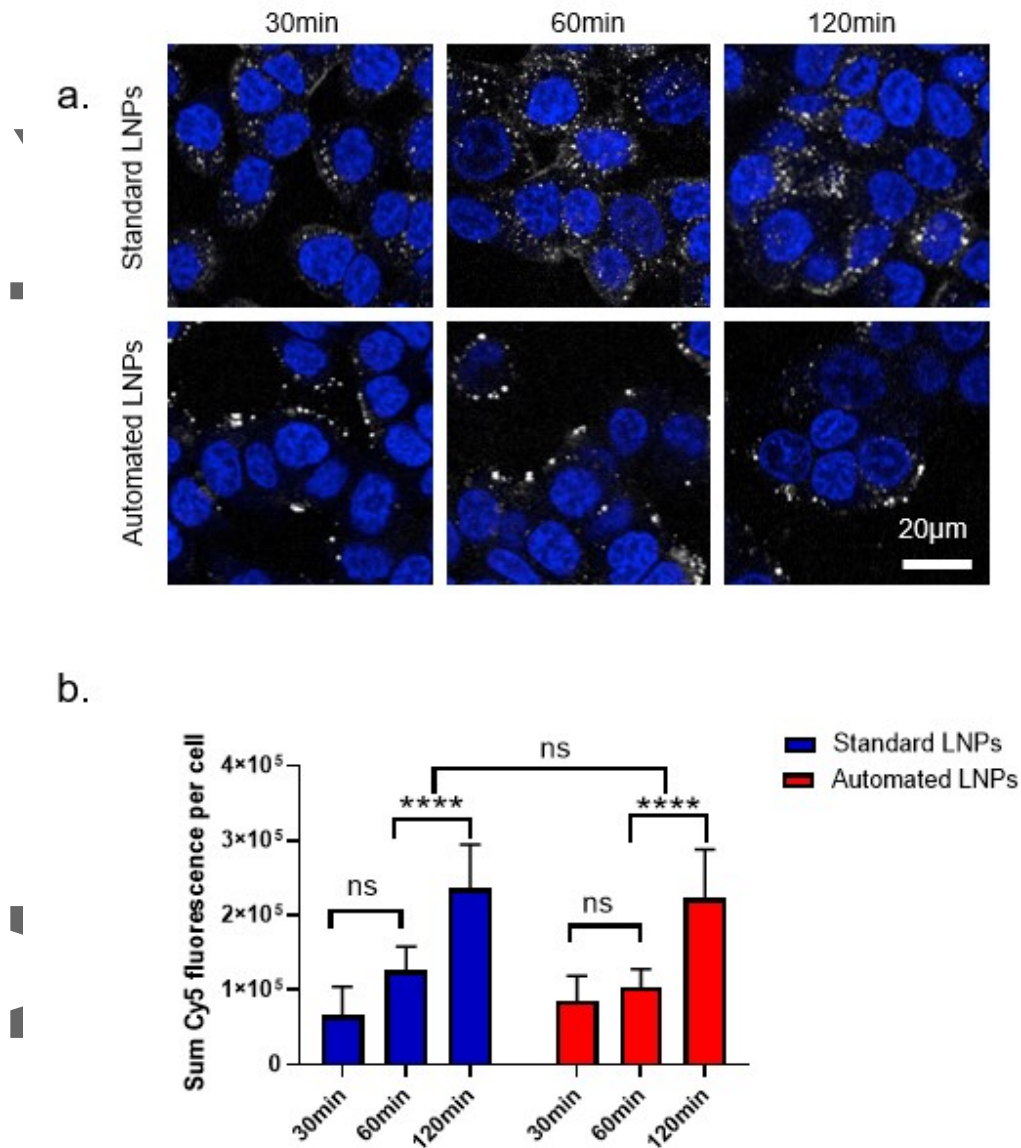 30min 60min 120min
a.
Standard LNPs
Automated LNPs
20µm
b.
Sum Cy5 fluorescence per cell
4×10⁵
3×10⁵
2×10⁵
1×10⁵
0
ns
**** ****
ns ns
Standard LNPs
Automated LNPs
30min 60min 120min 30min 60min 120min